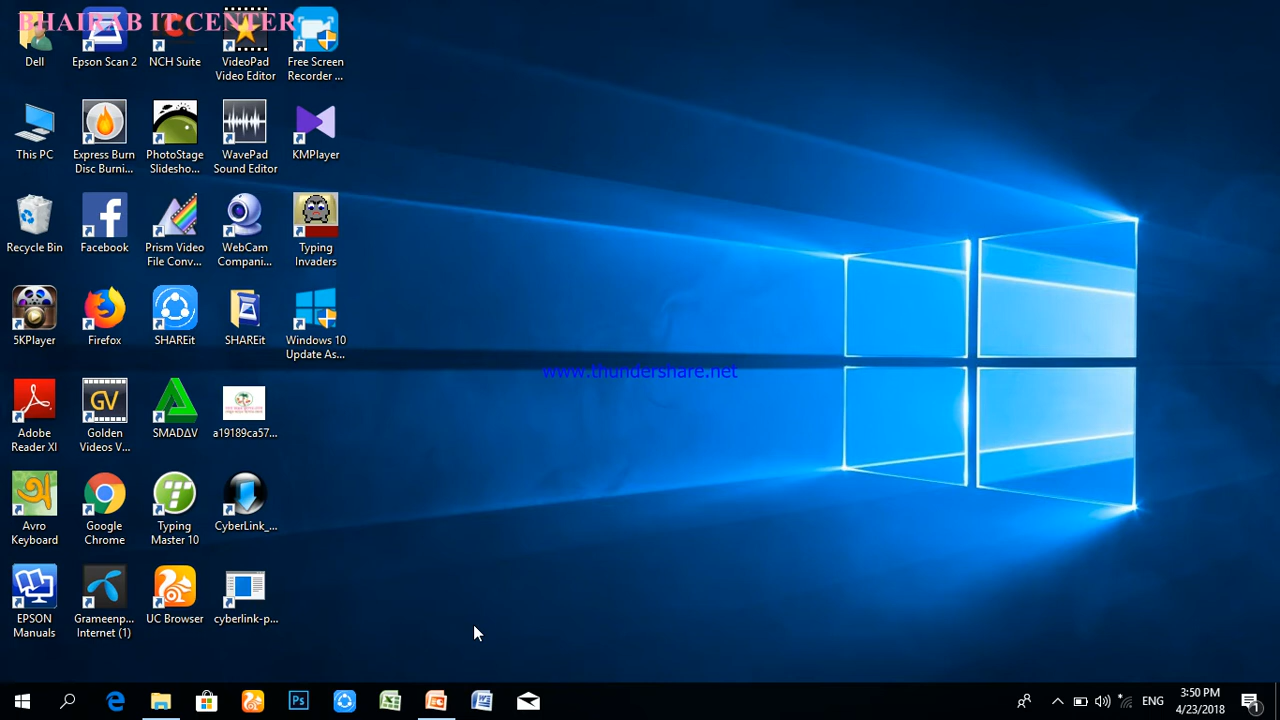 BHAIRAB IT CENTER
Dell
Epson Scan 2
NCH Suite
VideoPad
Video Editor
Free Screen
Recorder ...
This PC
Express Burn
Disc Burni...
PhotoStage
Slidesho...
WavePad
Sound Editor
KMPlayer
Recycle Bin
Facebook
Prism Video
File Conv...
WebCam
Compani...
Typing
Invaders
5KPlayer
Firefox
SHAREit
SHAREit
Windows 10
Update As...
www.thundershare.net
Adobe
Reader XI
GV
Golden
Videos V...
SMADΔV
a19189ca57...
অ
Avro
Keyboard
Google
Chrome
Typing
Master 10
CyberLink_...
EPSON
Manuals
Grameenp...
Internet (1)
UC Browser
cyberlink-p...
Ps
ENG
3:50 PM
4/23/2018
1